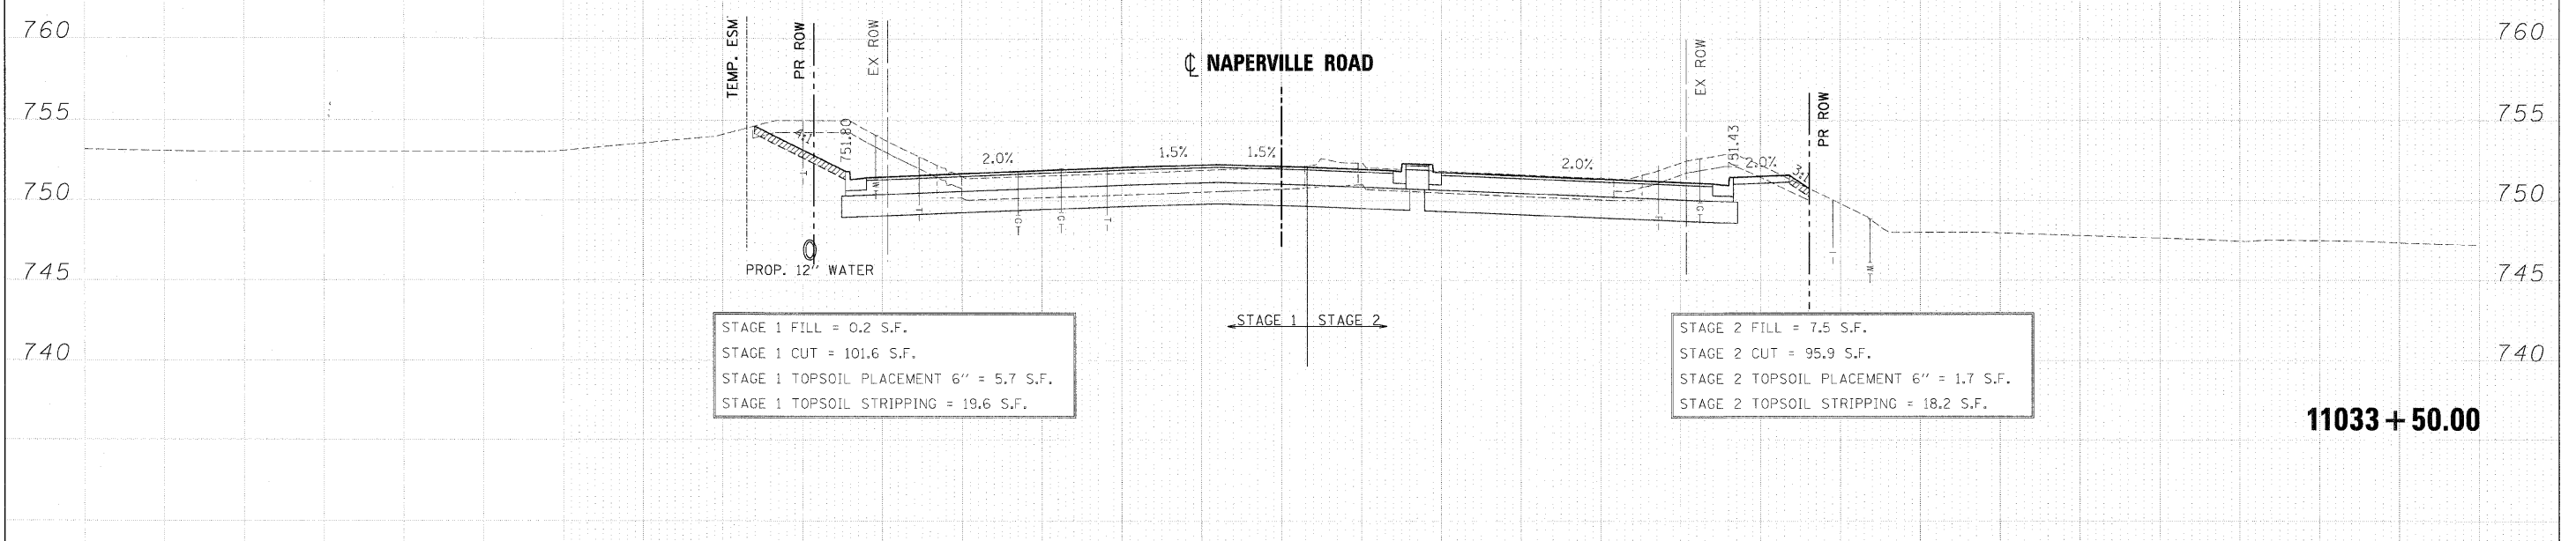 760
TEMP. ESM
PR ROW
EX ROW
℄ NAPERVILLE ROAD
EX ROW
PR ROW
760
755
755
4:1
751.80
2.0%
1.5%
1.5%
2.0%
751.43
2.0%
3:1
750
750
745
PROP. 12" WATER
745
STAGE 1
STAGE 2
740
740
STAGE 1 FILL = 0.2 S.F.
STAGE 1 CUT = 101.6 S.F.
STAGE 1 TOPSOIL PLACEMENT 6" = 5.7 S.F.
STAGE 1 TOPSOIL STRIPPING = 19.6 S.F.
STAGE 2 FILL = 7.5 S.F.
STAGE 2 CUT = 95.9 S.F.
STAGE 2 TOPSOIL PLACEMENT 6" = 1.7 S.F.
STAGE 2 TOPSOIL STRIPPING = 18.2 S.F.
11033+50.00